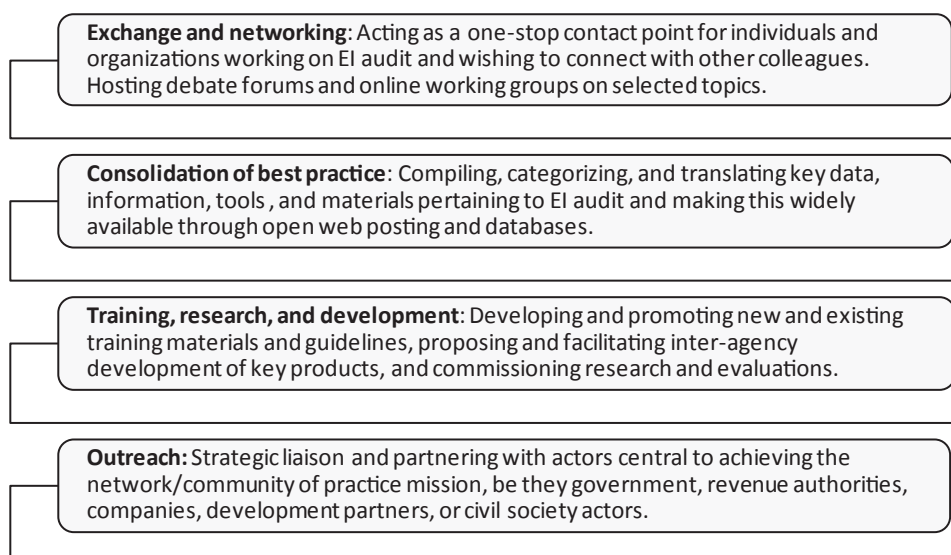 Exchange and networking: Acting as a one-stop contact point for individuals and
organizations working on EI audit and wishing to connect with other colleagues.
Hosting debate forums and online working groups on selected topics.
Consolidation of best practice: Compiling, categorizing, and translating key data,
information, tools , and materials pertaining to EI audit and making this widely
available through open web posting and databases.
Training, research, and development: Developing and promoting new and existing
training materials and guidelines, proposing and facilitating inter-agency
development of key products, and commissioning research and evaluations.
Outreach: Strategic liaison and partnering with actors central to achieving the
network/community of practice mission, be they government, revenue authorities,
companies, development partners, or civil society actors.